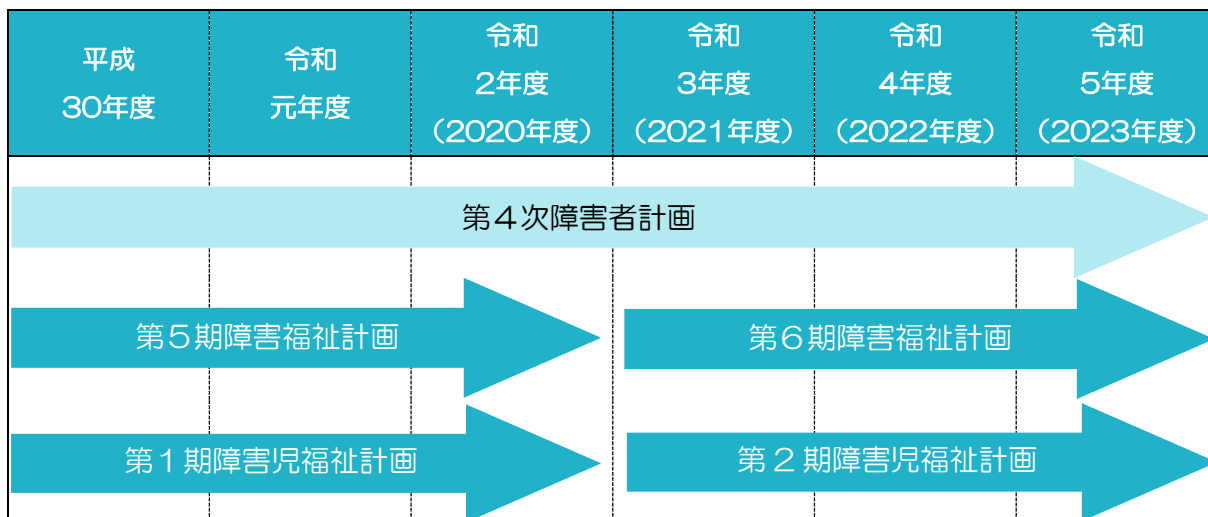 平成
30年度
令和
元年度
令和
2年度
（2020年度）
令和
3年度
（2021年度）
令和
4年度
（2022年度）
令和
5年度
（2023年度）
第４次障害者計画
第５期障害福祉計画
第６期障害福祉計画
第１期障害児福祉計画
第２期障害児福祉計画